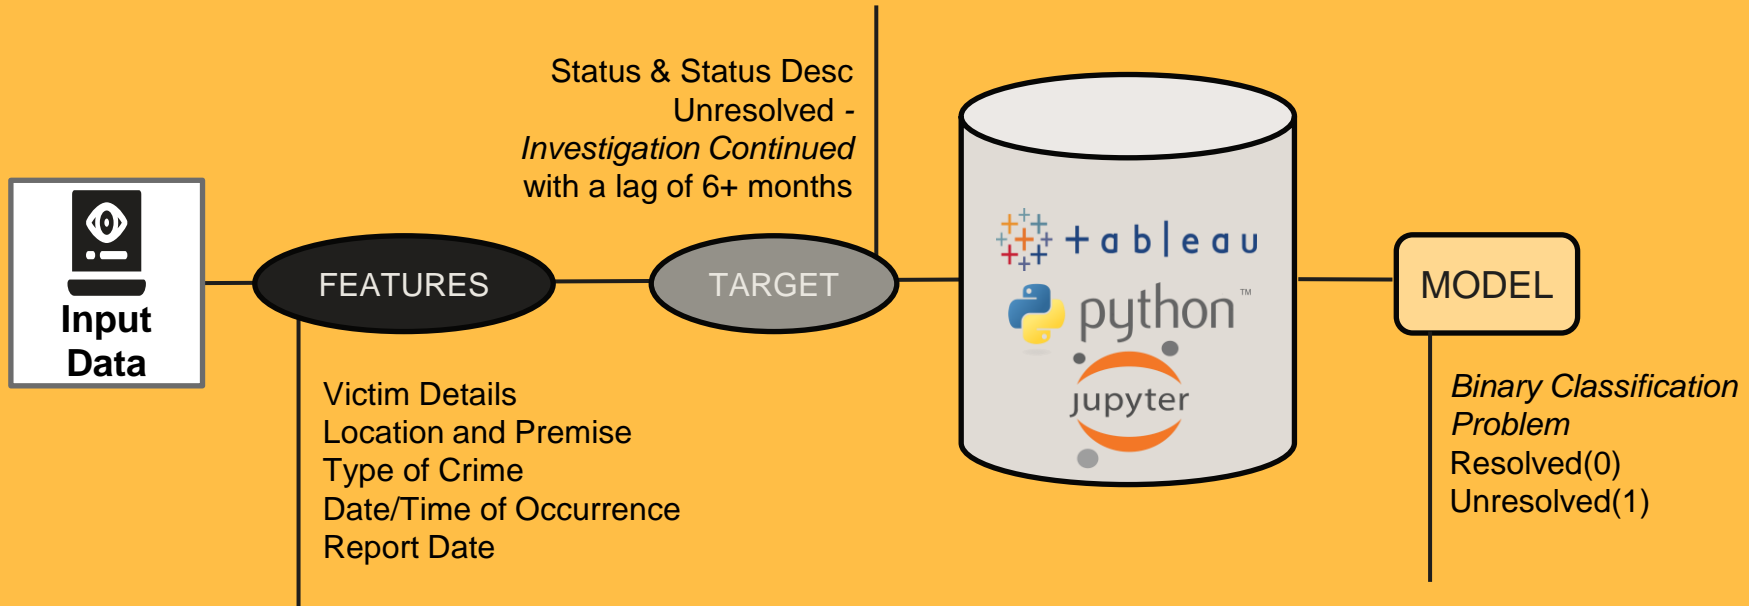 Status & Status Desc
Unresolved -
Investigation Continued
with a lag of 6+ months
Input
Data
FEATURES
TARGET
+ableau
python™
jupyter
MODEL
Victim Details
Location and Premise
Type of Crime
Date/Time of Occurrence
Report Date
Binary Classification
Problem
Resolved(0)
Unresolved(1)